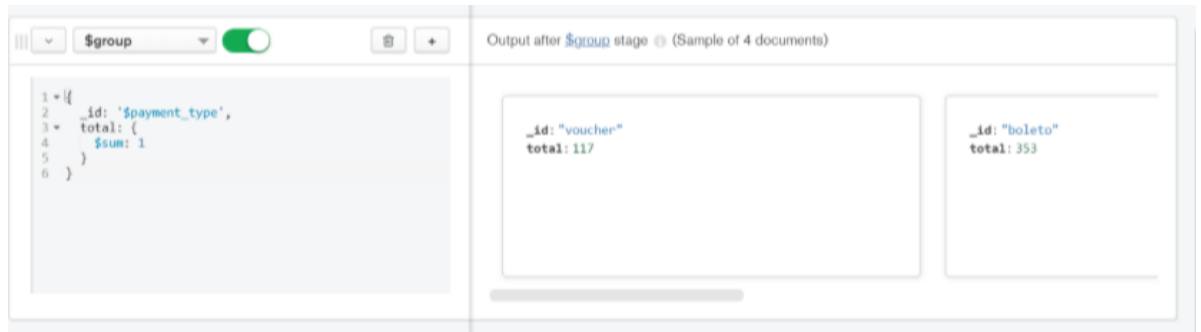 $group
+
Output after $group stage (Sample of 4 documents)
1 {
2 _id: '$payment_type',
3 total: {
4 $sum: 1
5 }
6 }
_id: "voucher"
total: 117
_id: "boleto"
total: 353